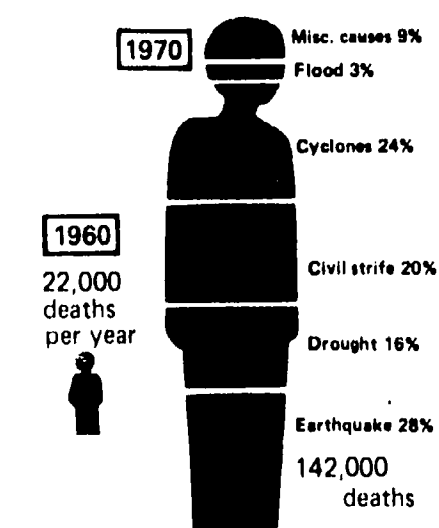 1970
Misc. causes 9%
Flood 3%
Cyclones 24%
1960
22,000
deaths
per year
Civil strife 20%
Drought 16%
Earthquake 28%
142,000
deaths